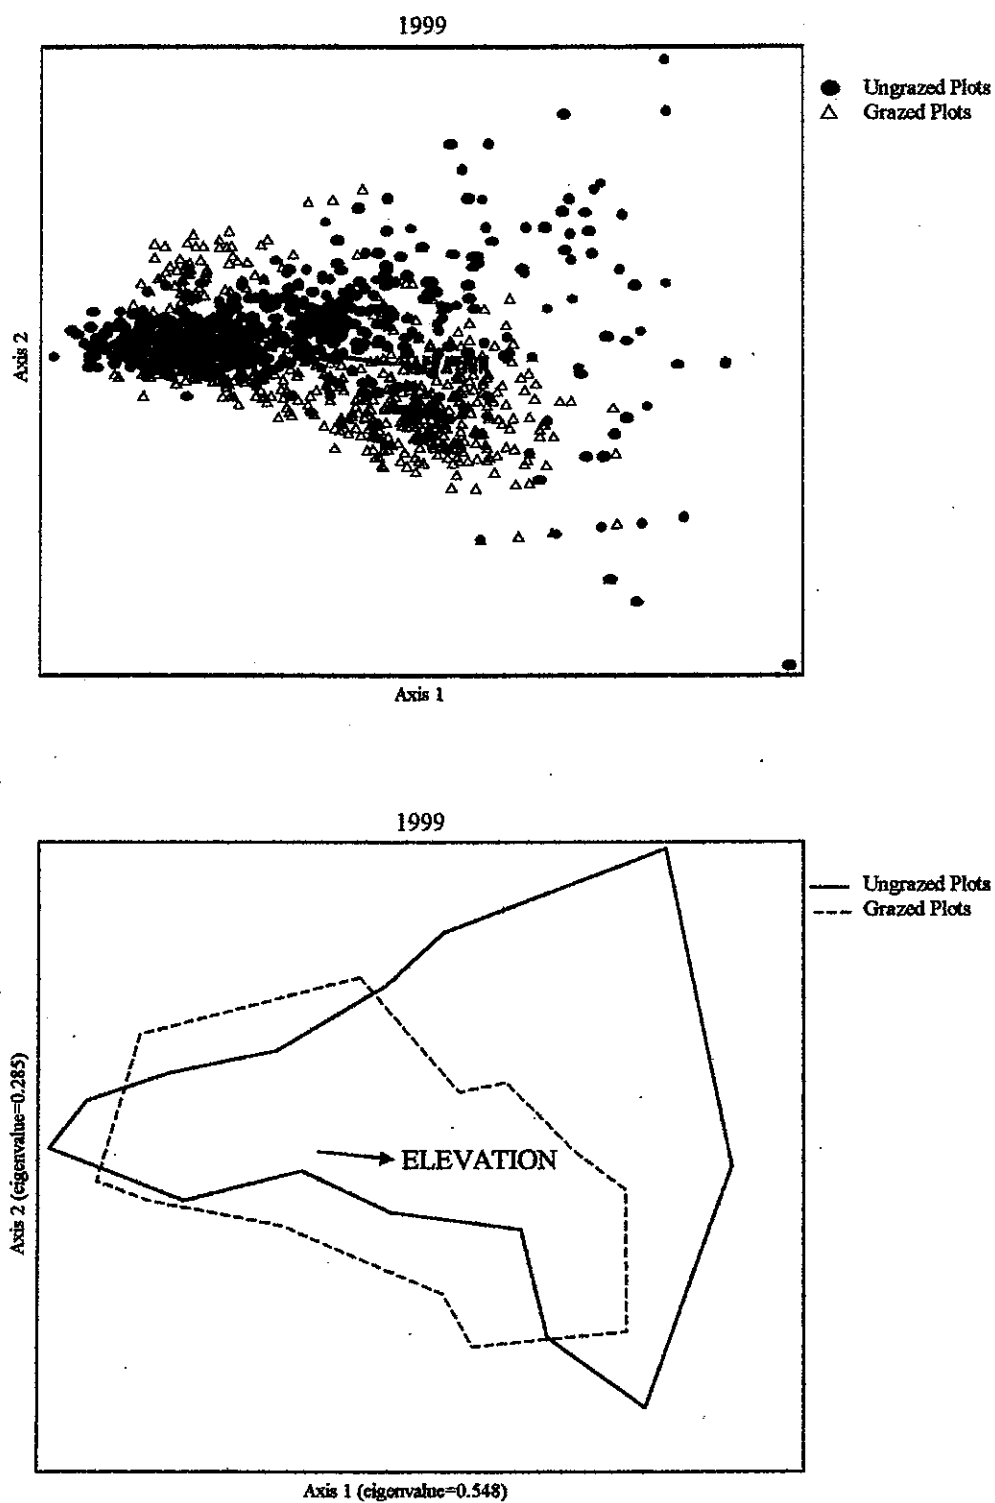 1999
Ungrazed Plots
Grazed Plots
Axis 2
Axis 1
1999
Ungrazed Plots
Grazed Plots
ELEVATION
Axis 2 (eigenvalue=0.285)
Axis 1 (eigenvalue=0.548)